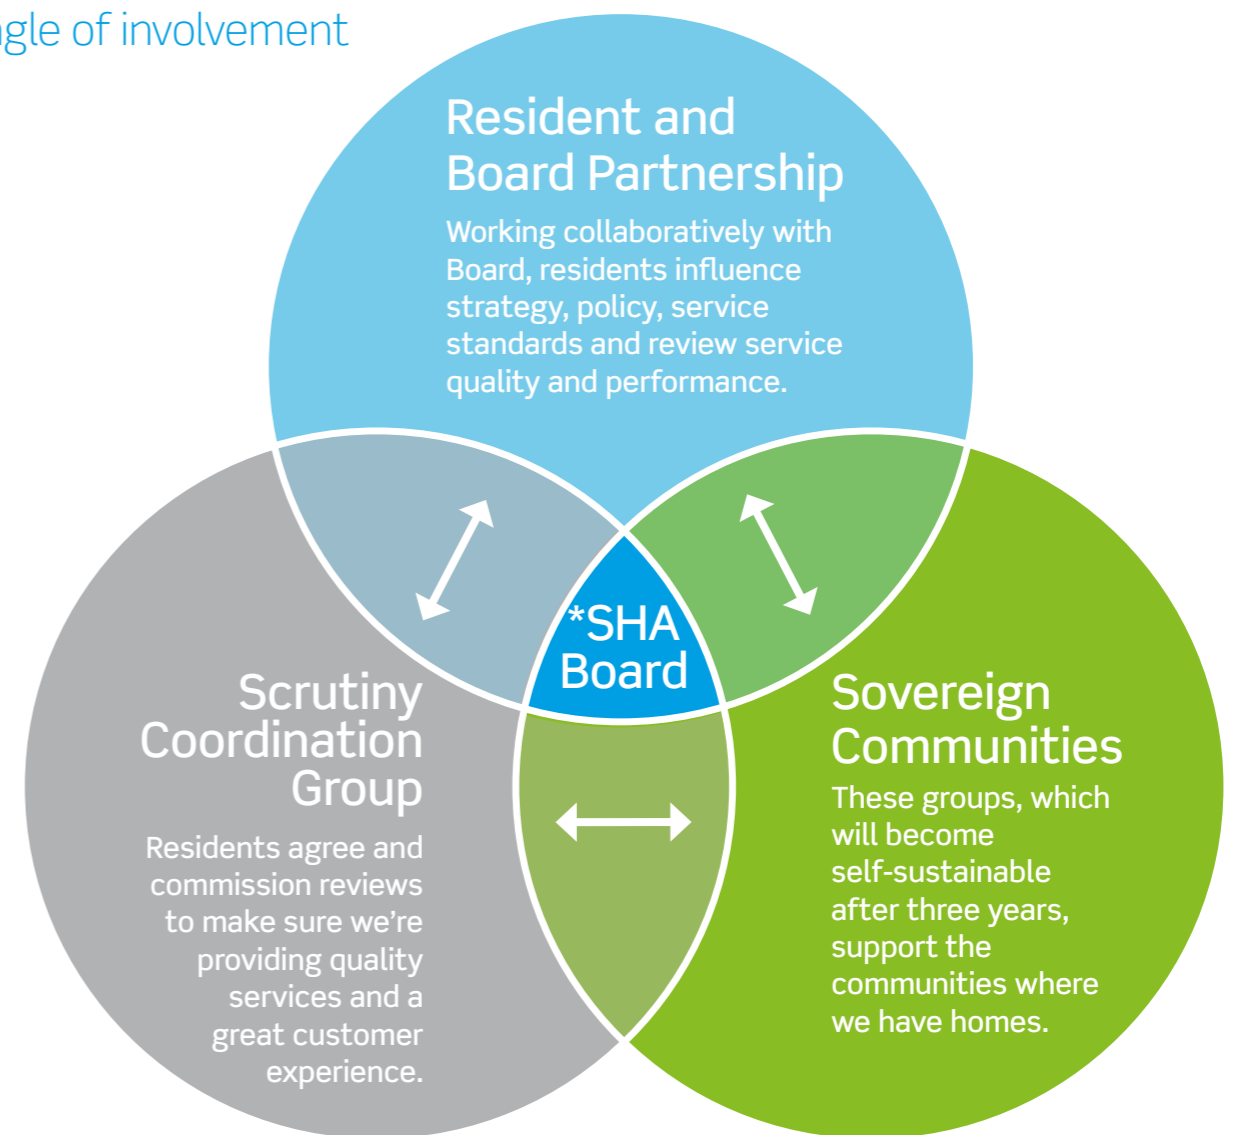 ngle of involvement
Resident and
Board Partnership
Working collaboratively with
Board, residents influence
strategy, policy, service
standards and review service
quality and performance.
*SHA
Board
Scrutiny
Coordination
Group
Residents agree and
commission reviews
to make sure we're
providing quality
services and a
great customer
experience.
Sovereign
Communities
These groups, which
will become
self-sustainable
after three years,
support the
communities where
we have homes.